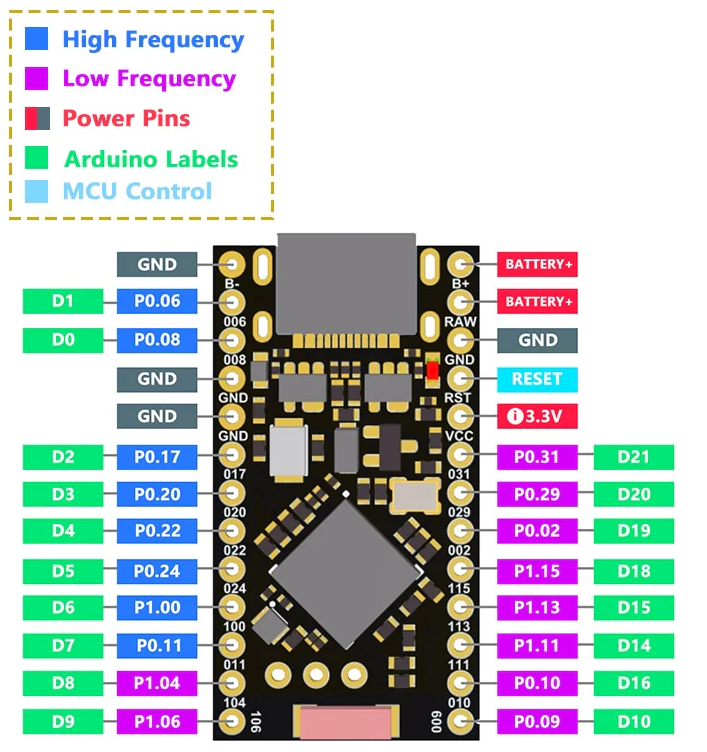 High Frequency
Low Frequency
Power Pins
Arduino Labels
MCU Control
GND B- B+ BATTERY+
D1 P0.06 006 RAW BATTERY+
D0 P0.08 008 GND GND
GND GND RST RESET
GND GND VCC i 3.3V
D2 P0.17 017 031 P0.31 D21
D3 P0.20 020 029 P0.29 D20
D4 P0.22 022 002 P0.02 D19
D5 P0.24 024 115 P1.15 D18
D6 P1.00 100 113 P1.13 D15
D7 P0.11 011 111 P1.11 D14
D8 P1.04 104 010 P0.10 D16
D9 P1.06 106 009 P0.09 D10